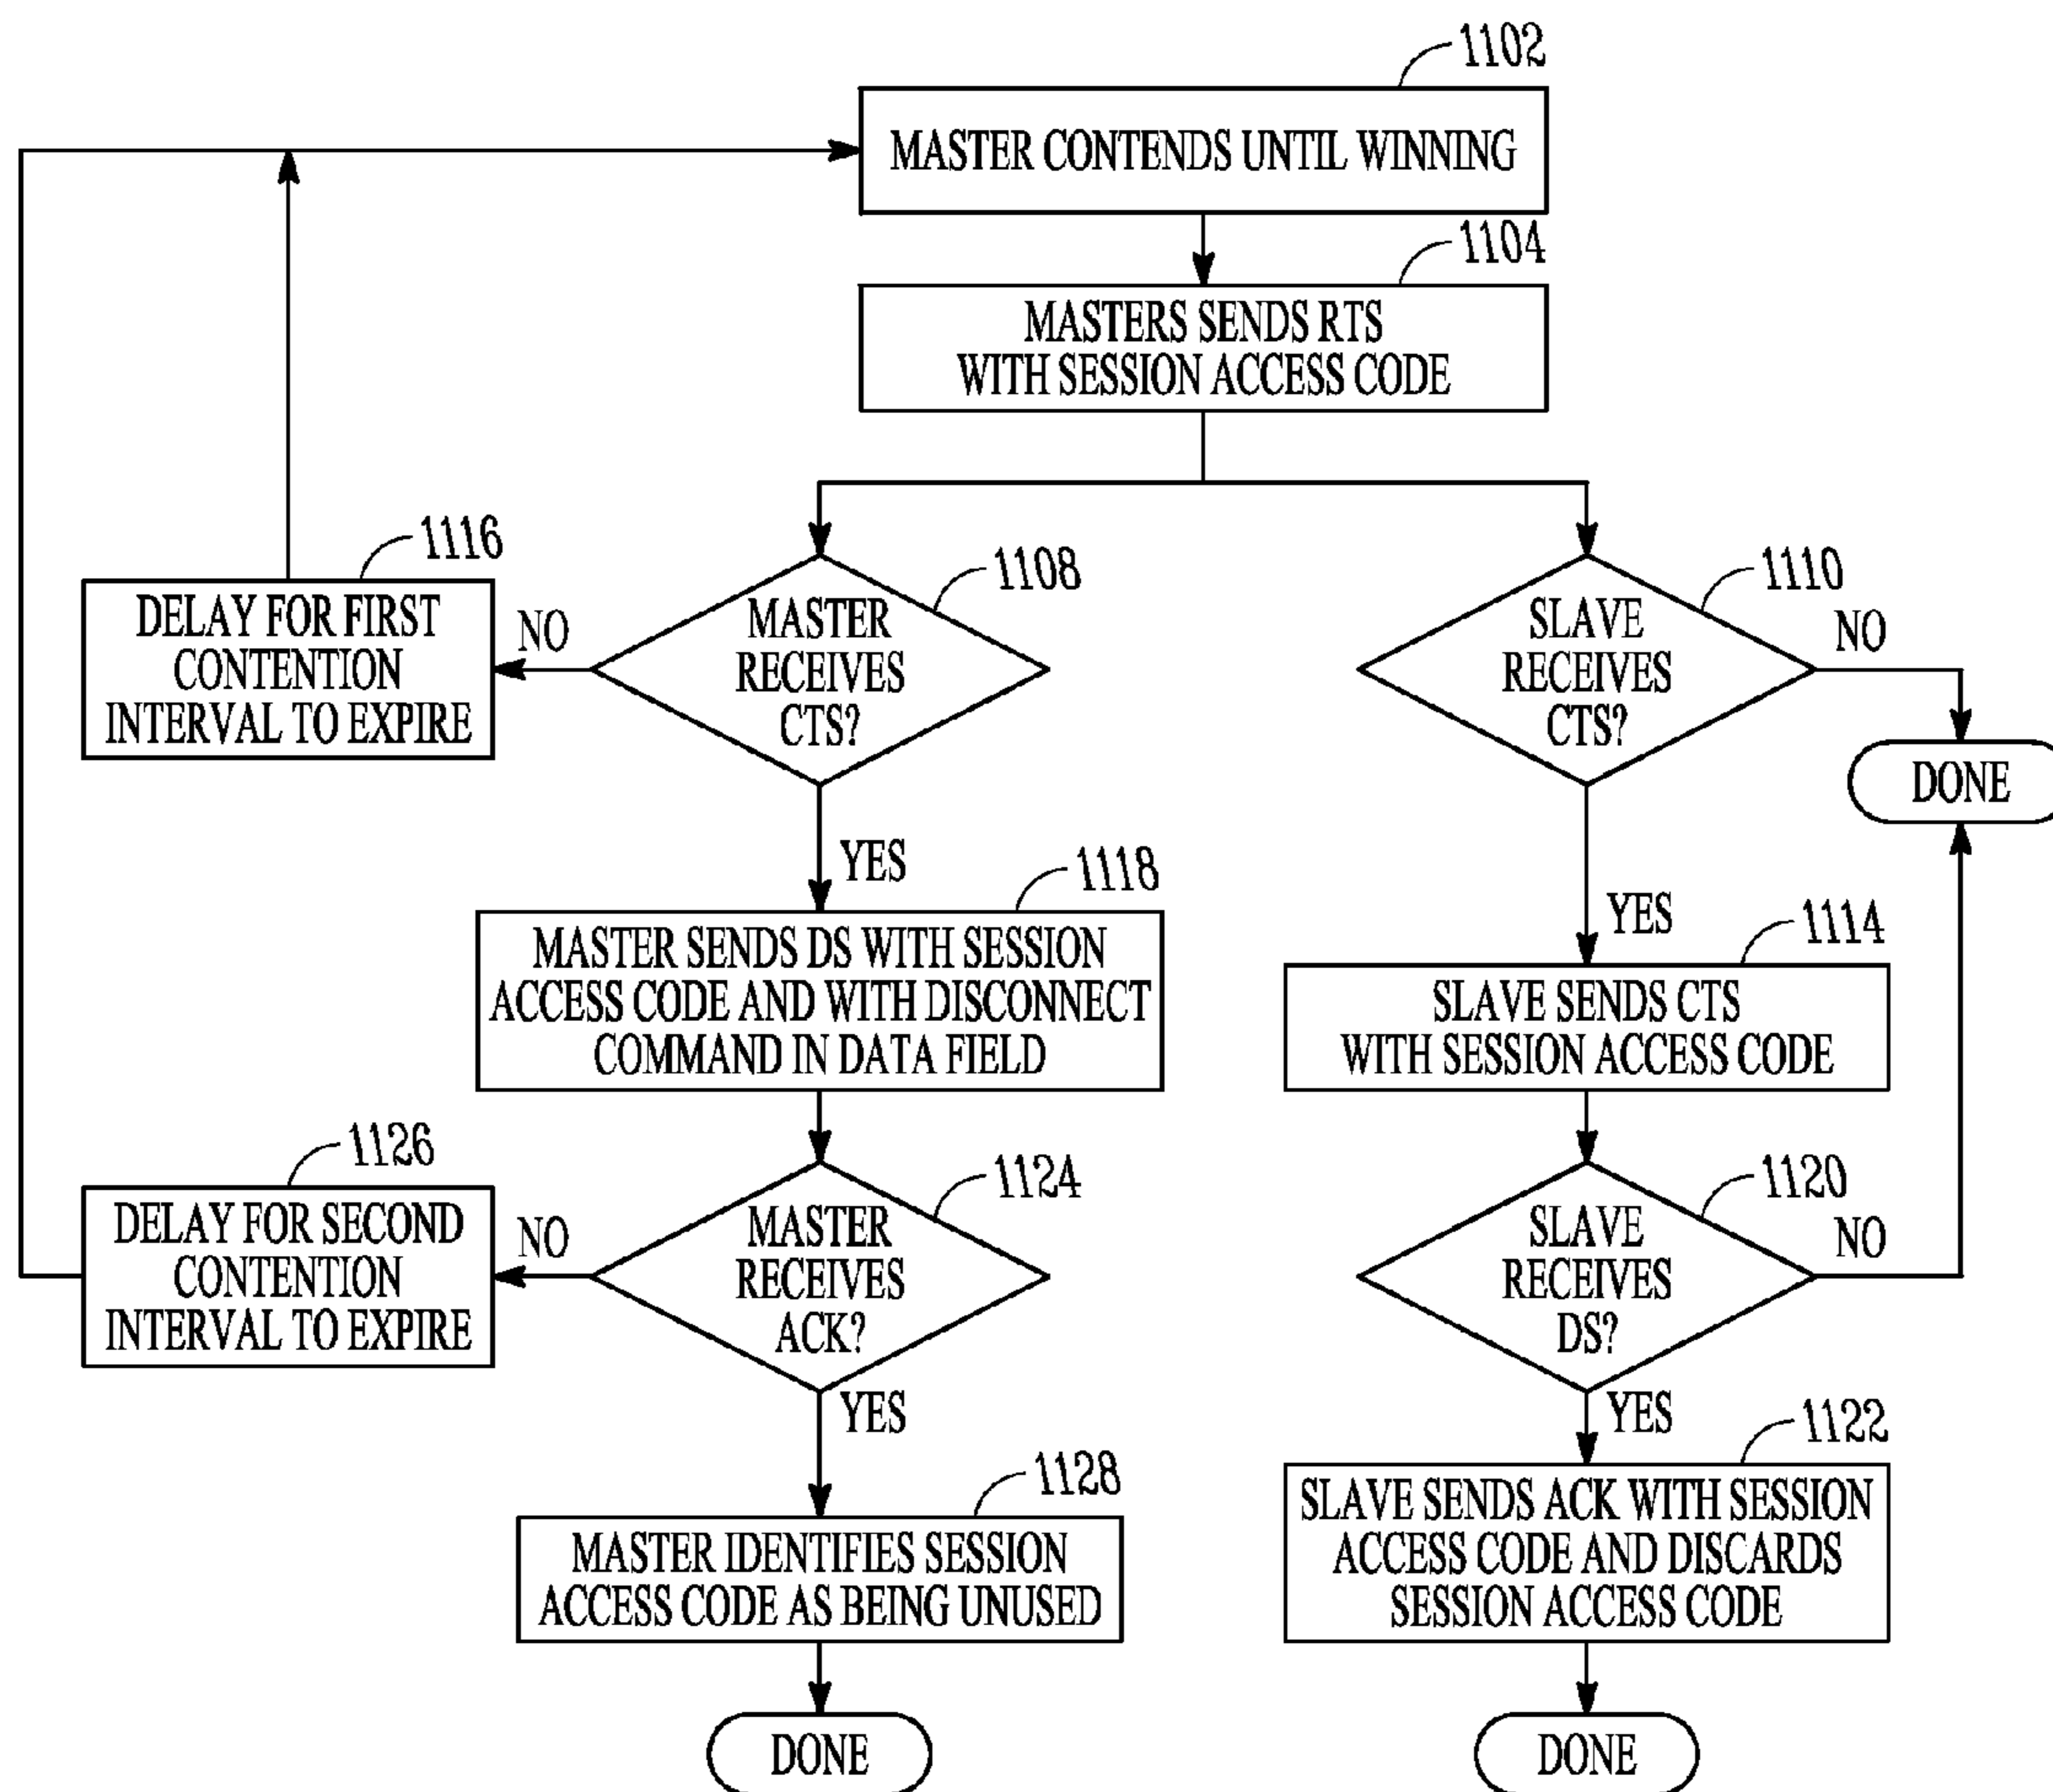 1102
MASTER CONTENDS UNTIL WINNING
1104
MASTERS SENDS RTS
WITH SESSION ACCESS CODE
1116
DELAY FOR FIRST
CONTENTION
INTERVAL TO EXPIRE
NO
1108
MASTER
RECEIVES
CTS?
1110
SLAVE
RECEIVES
CTS?
NO
DONE
YES
1118
MASTER SENDS DS WITH SESSION
ACCESS CODE AND WITH DISCONNECT
COMMAND IN DATA FIELD
YES
1114
SLAVE SENDS CTS
WITH SESSION ACCESS CODE
1126
DELAY FOR SECOND
CONTENTION
INTERVAL TO EXPIRE
NO
1124
MASTER
RECEIVES
ACK?
1120
SLAVE
RECEIVES
DS?
NO
YES
1128
MASTER IDENTIFIES SESSION
ACCESS CODE AS BEING UNUSED
DONE
YES
1122
SLAVE SENDS ACK WITH SESSION
ACCESS CODE AND DISCARDS
SESSION ACCESS CODE
DONE